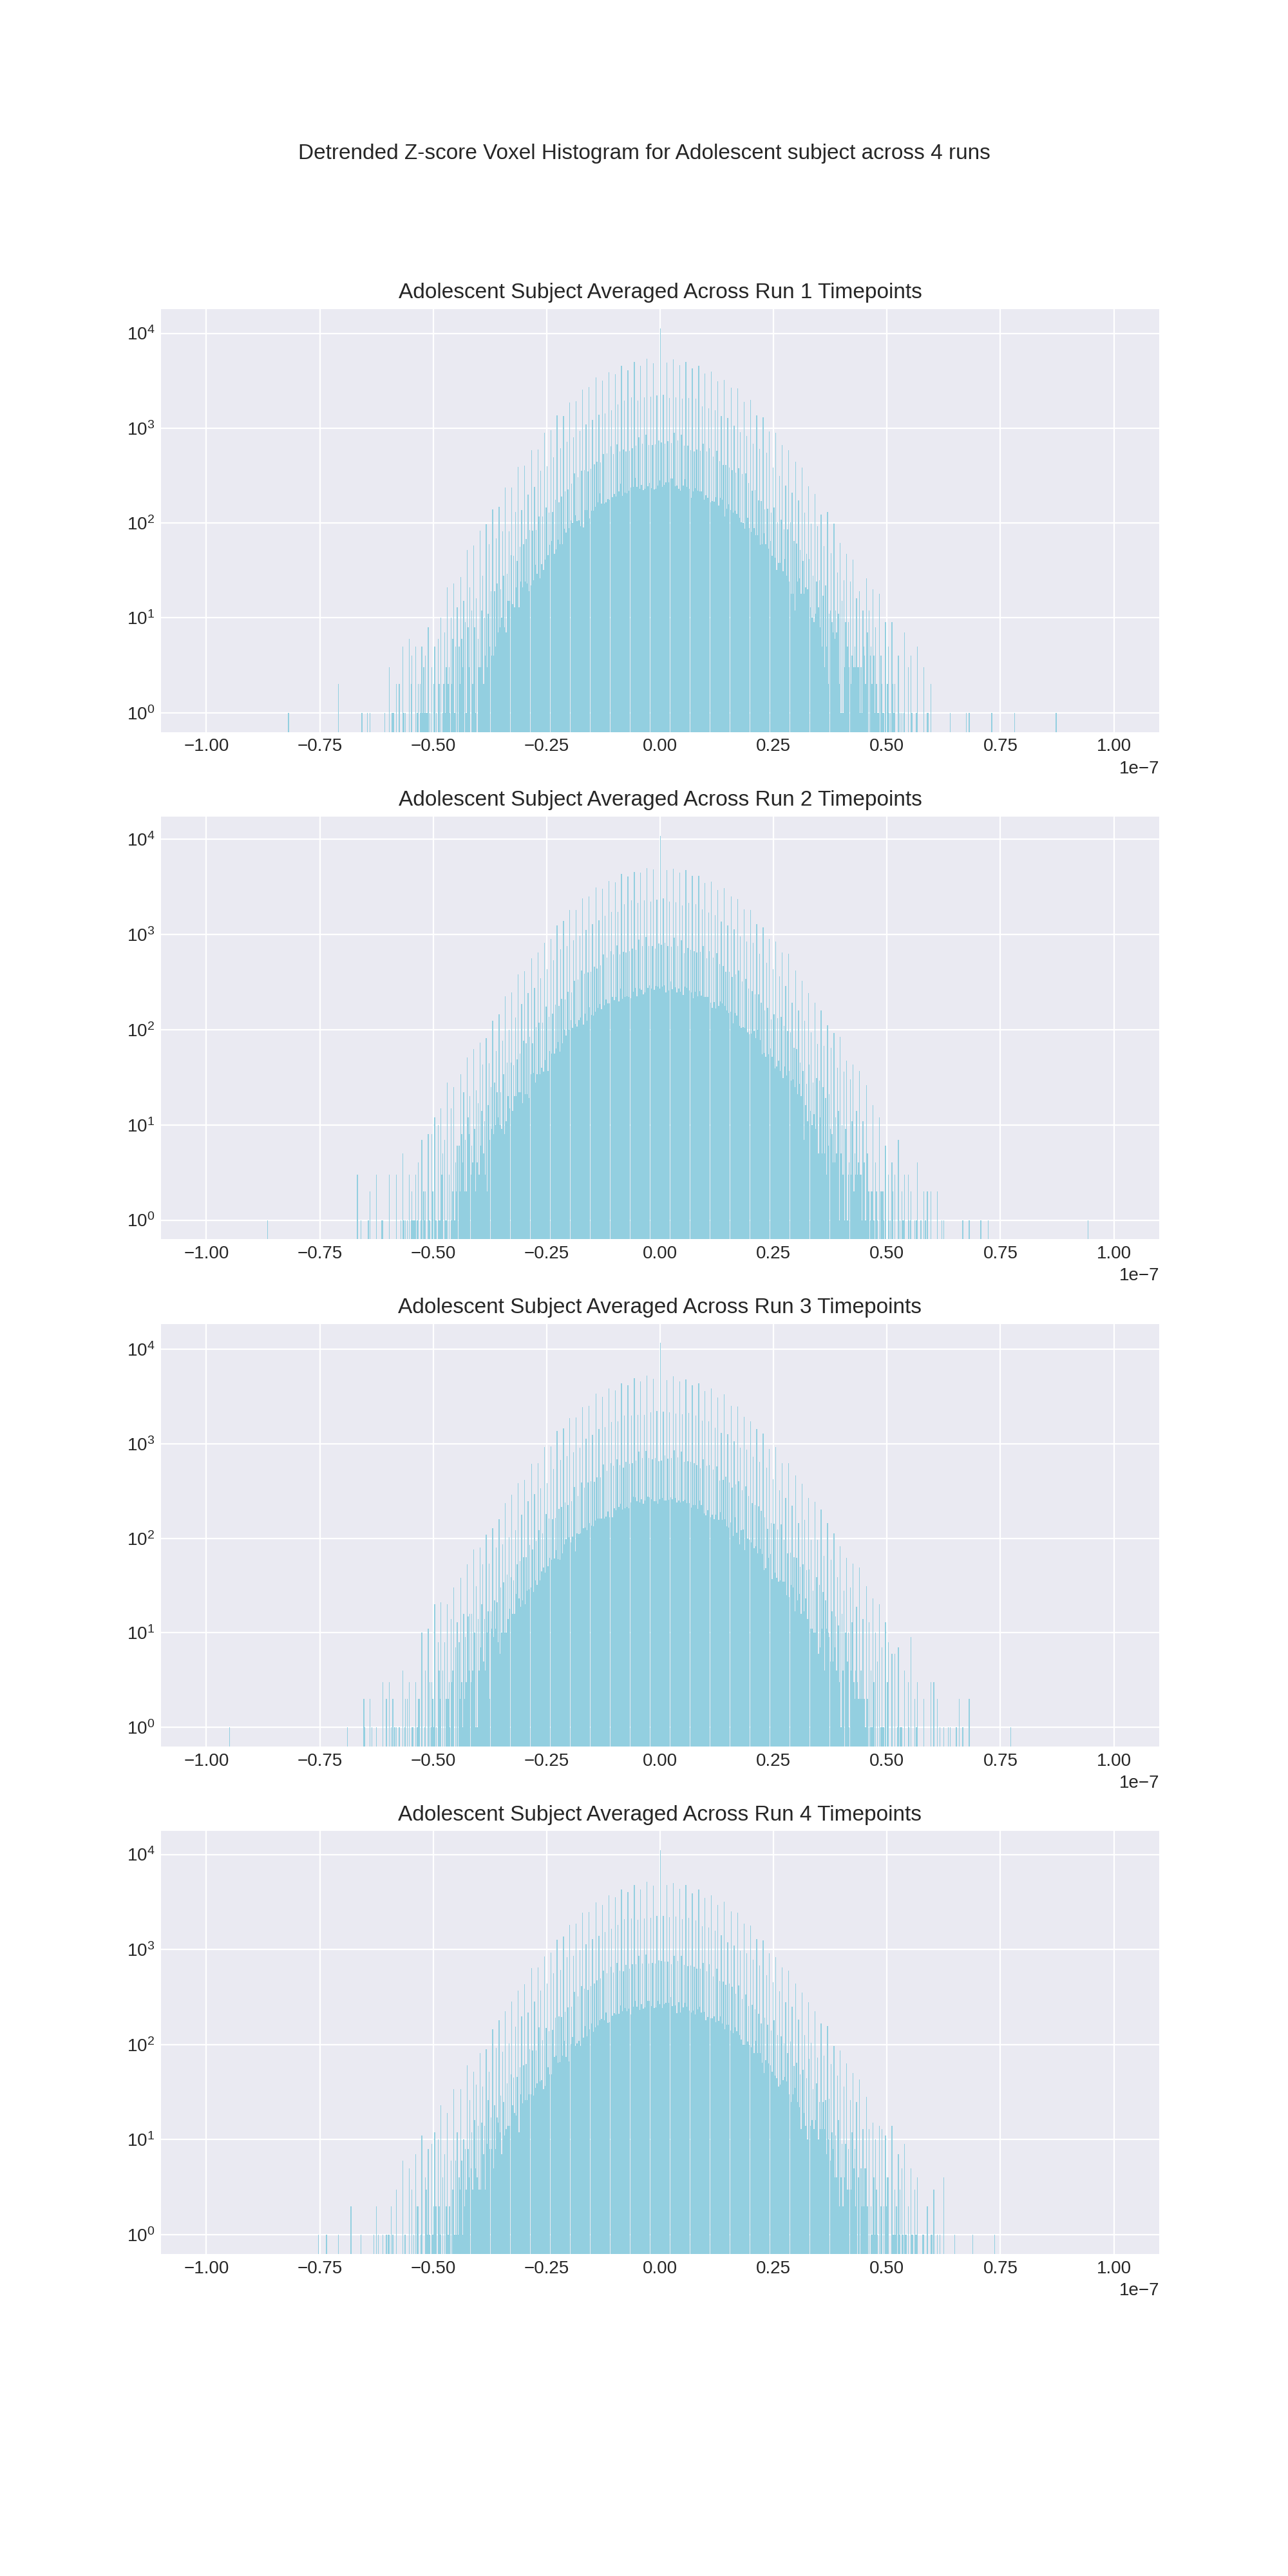 Detrended Z-score Voxel Histogram for Adolescent subject across 4 runs
Adolescent Subject Averaged Across Run 1 Timepoints
10⁴
10³
10²
10¹
10⁰
−1.00 −0.75 −0.50 −0.25 0.00 0.25 0.50 0.75 1.00
1e−7
Adolescent Subject Averaged Across Run 2 Timepoints
10⁴
10³
10²
10¹
10⁰
−1.00 −0.75 −0.50 −0.25 0.00 0.25 0.50 0.75 1.00
1e−7
Adolescent Subject Averaged Across Run 3 Timepoints
10⁴
10³
10²
10¹
10⁰
−1.00 −0.75 −0.50 −0.25 0.00 0.25 0.50 0.75 1.00
1e−7
Adolescent Subject Averaged Across Run 4 Timepoints
10⁴
10³
10²
10¹
10⁰
−1.00 −0.75 −0.50 −0.25 0.00 0.25 0.50 0.75 1.00
1e−7